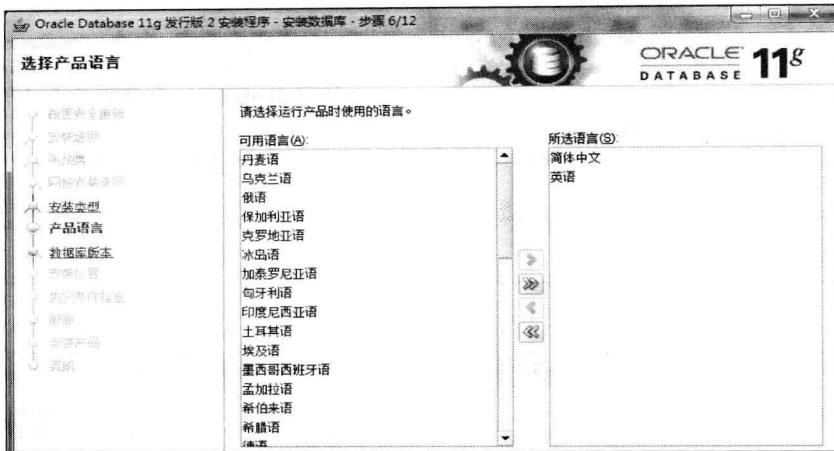 Oracle Database 11g 发行版 2 安装程序 - 安装数据库 - 步骤 6/12
选择产品语言
ORACLE
DATABASE 11g
安装类型
产品语言
数据库版本
完成
请选择运行产品时使用的语言。
可用语言(A):
丹麦语
乌克兰语
俄语
保加利亚语
克罗地亚语
冰岛语
加泰罗尼亚语
匈牙利语
印度尼西亚语
土耳其语
埃及语
墨西哥西班牙语
孟加拉语
希伯来语
希腊语
德语
所选语言(S):
简体中文
英语